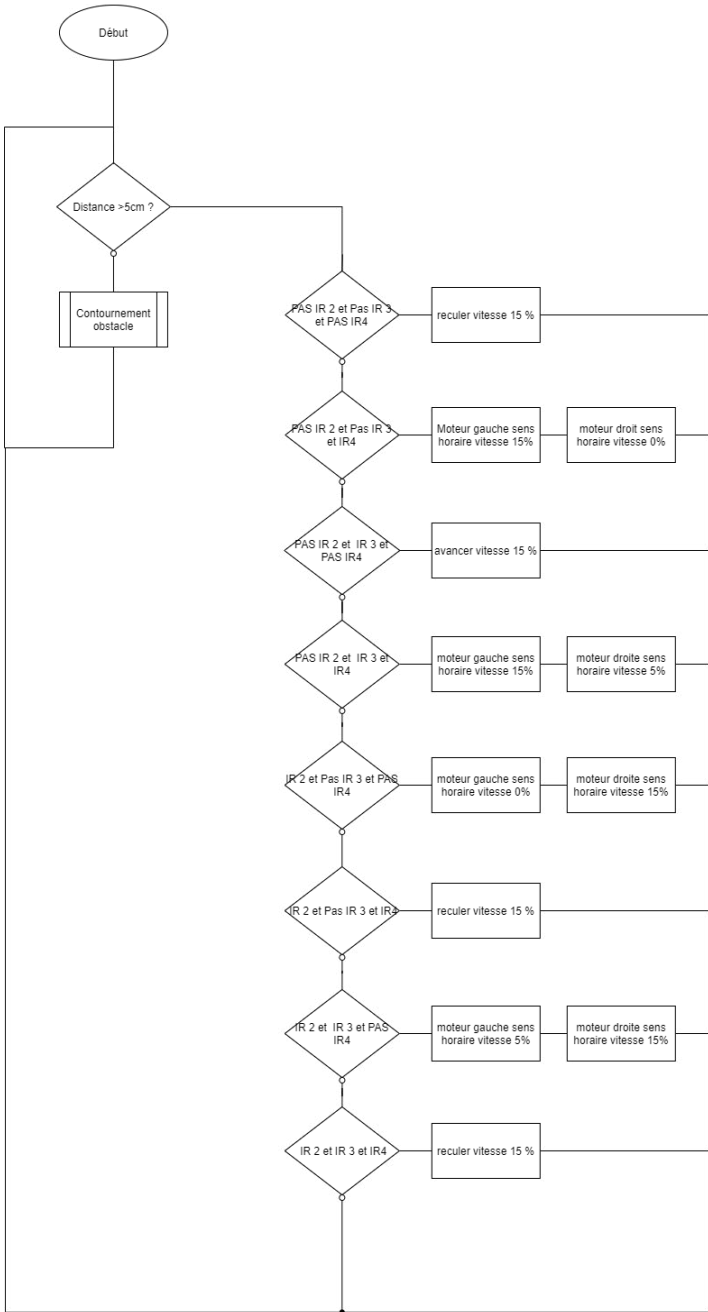 Début
Distance >5cm ?
Contournement
obstacle
PAS IR 2 et Pas IR 3
et PAS IR4
reculer vitesse 15 %
PAS IR 2 et Pas IR 3
et IR4
Moteur gauche sens
horaire vitesse 15%
moteur droit sens
horaire vitesse 0%
PAS IR 2 et IR 3 et
PAS IR4
avancer vitesse 15 %
PAS IR 2 et IR 3 et
IR4
moteur gauche sens
horaire vitesse 15%
moteur droite sens
horaire vitesse 5%
IR 2 et Pas IR 3 et PAS
IR4
moteur gauche sens
horaire vitesse 0%
moteur droite sens
horaire vitesse 15%
IR 2 et Pas IR 3 et IR4
reculer vitesse 15 %
IR 2 et IR 3 et PAS
IR4
moteur gauche sens
horaire vitesse 5%
moteur droite sens
horaire vitesse 15%
IR 2 et IR 3 et IR4
reculer vitesse 15 %